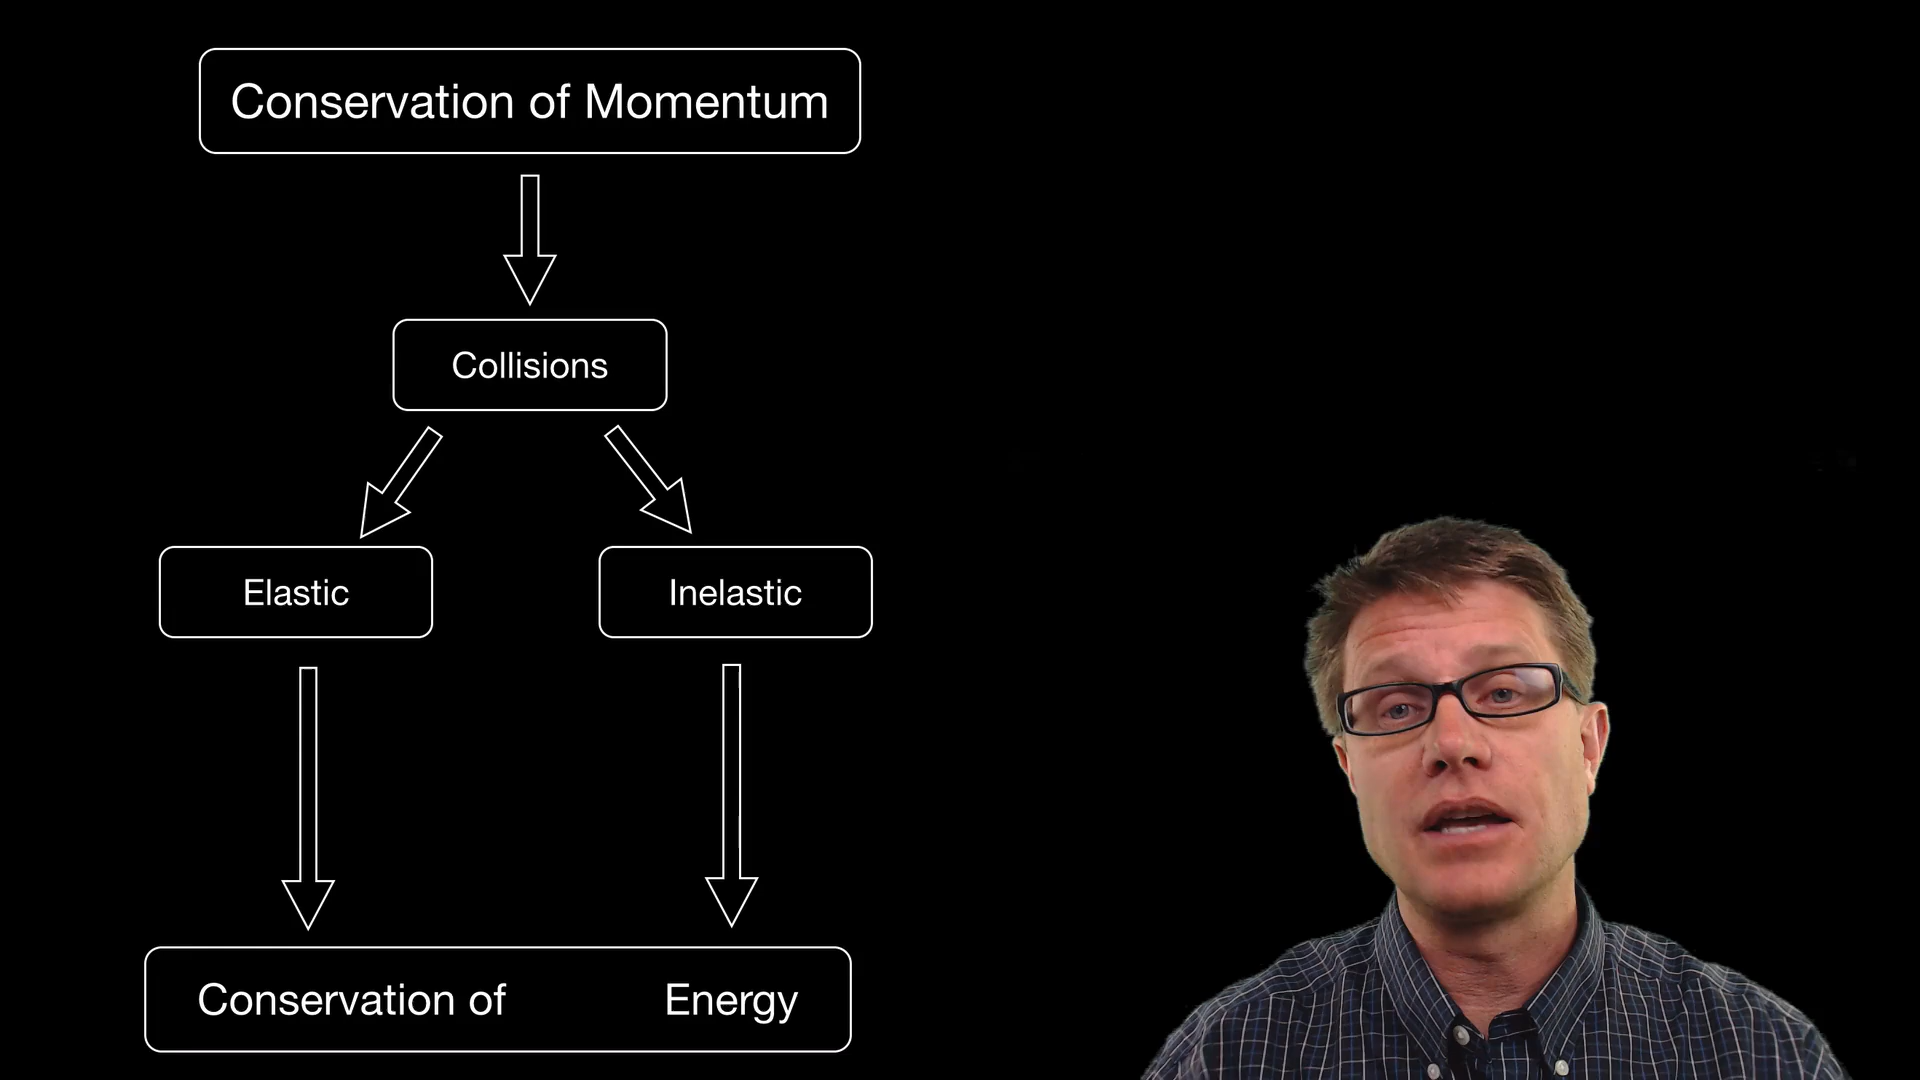 Conservation of Momentum
Collisions
Elastic
Inelastic
Conservation of Energy